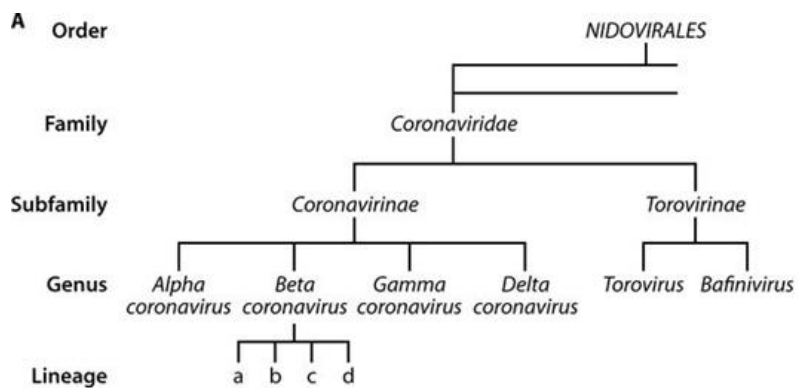 A
Order NIDOVIRALES
Family Coronaviridae
Subfamily Coronavirinae Torovirinae
Genus Alpha Beta Gamma Delta Torovirus Bafinivirus
coronavirus coronavirus coronavirus coronavirus
Lineage a b c d